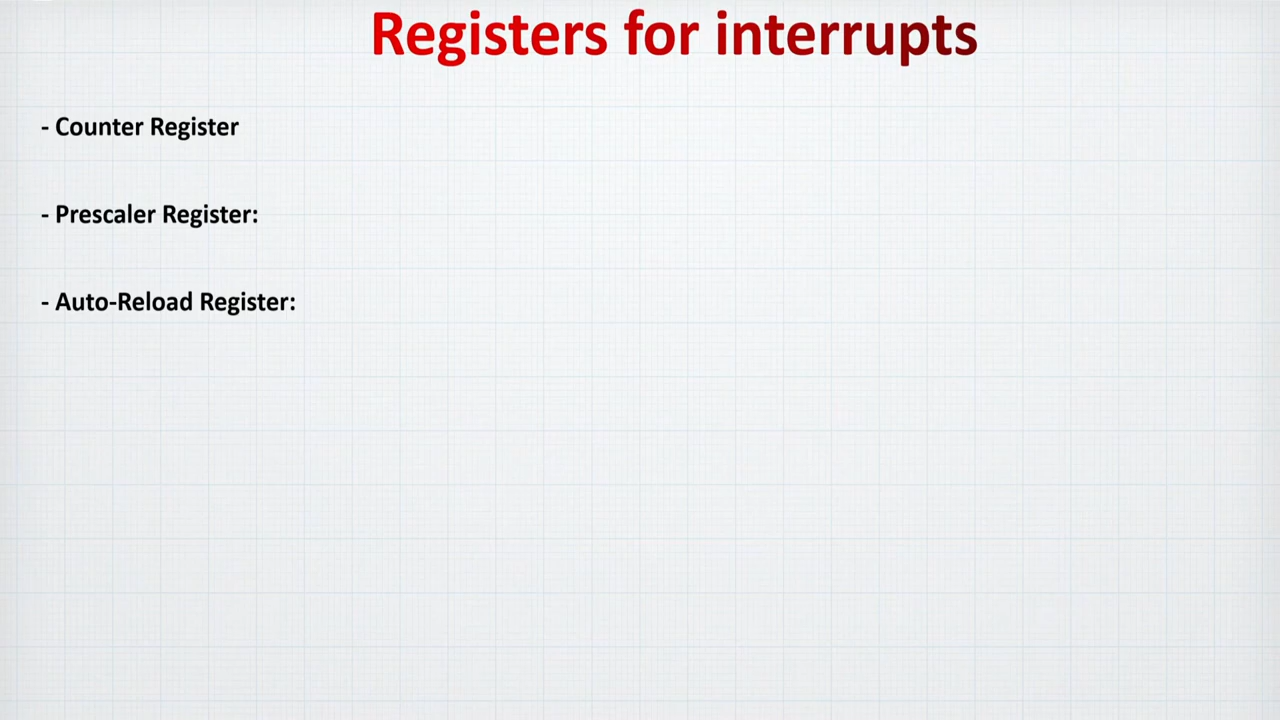 Registers for interrupts
- Counter Register
- Prescaler Register:
- Auto-Reload Register: